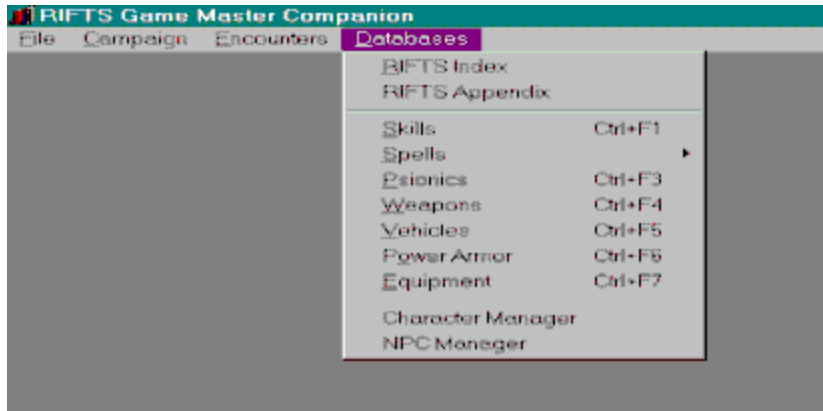 RIFTS Game Master Companion
File Campaign Encounters Databases
RIFTS Index
RIFTS Appendix
Skills Ctrl+F1
Spells
Psionics Ctrl+F3
Weapons Ctrl+F4
Vehicles Ctrl+F5
Power Armor Ctrl+F6
Equipment Ctrl+F7
Character Manager
NPC Manager